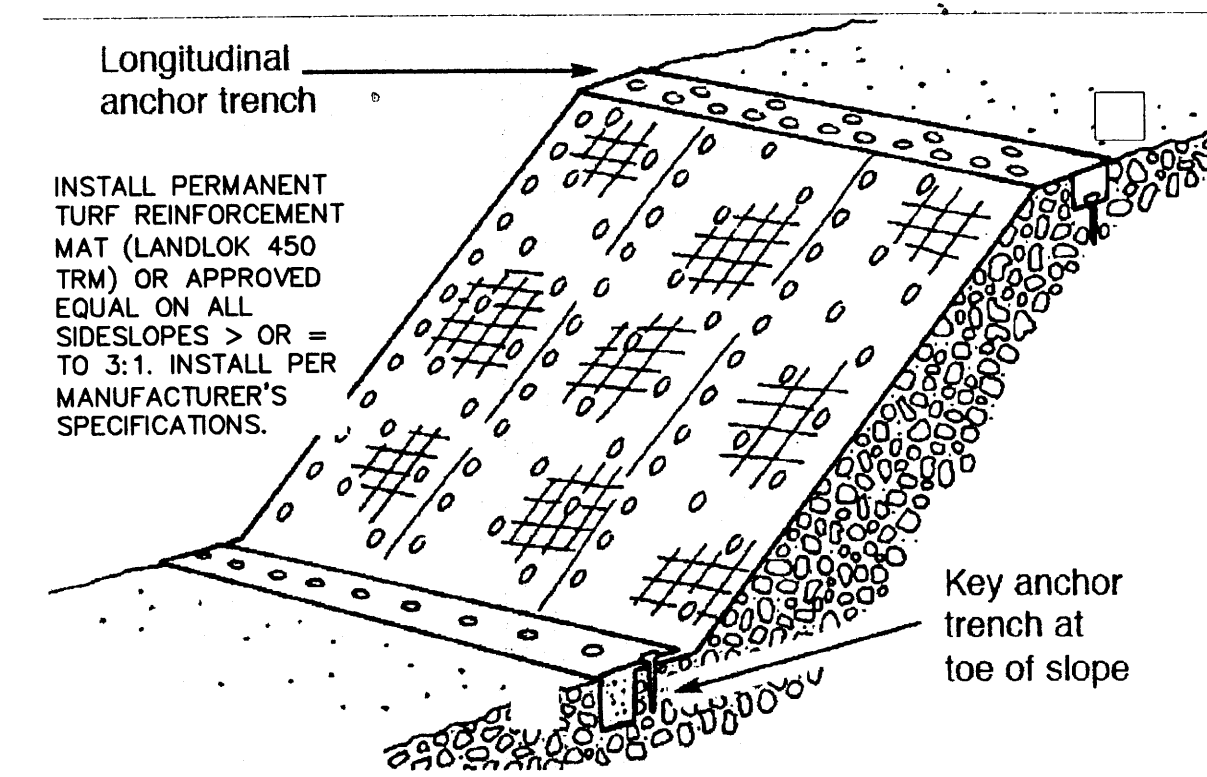 Longitudinal
anchor trench
INSTALL PERMANENT
TURF REINFORCEMENT
MAT (LANDLOK 450
TRM) OR APPROVED
EQUAL ON ALL
SIDESLOPES > OR =
TO 3:1. INSTALL PER
MANUFACTURER'S
SPECIFICATIONS.
Key anchor
trench at
toe of slope